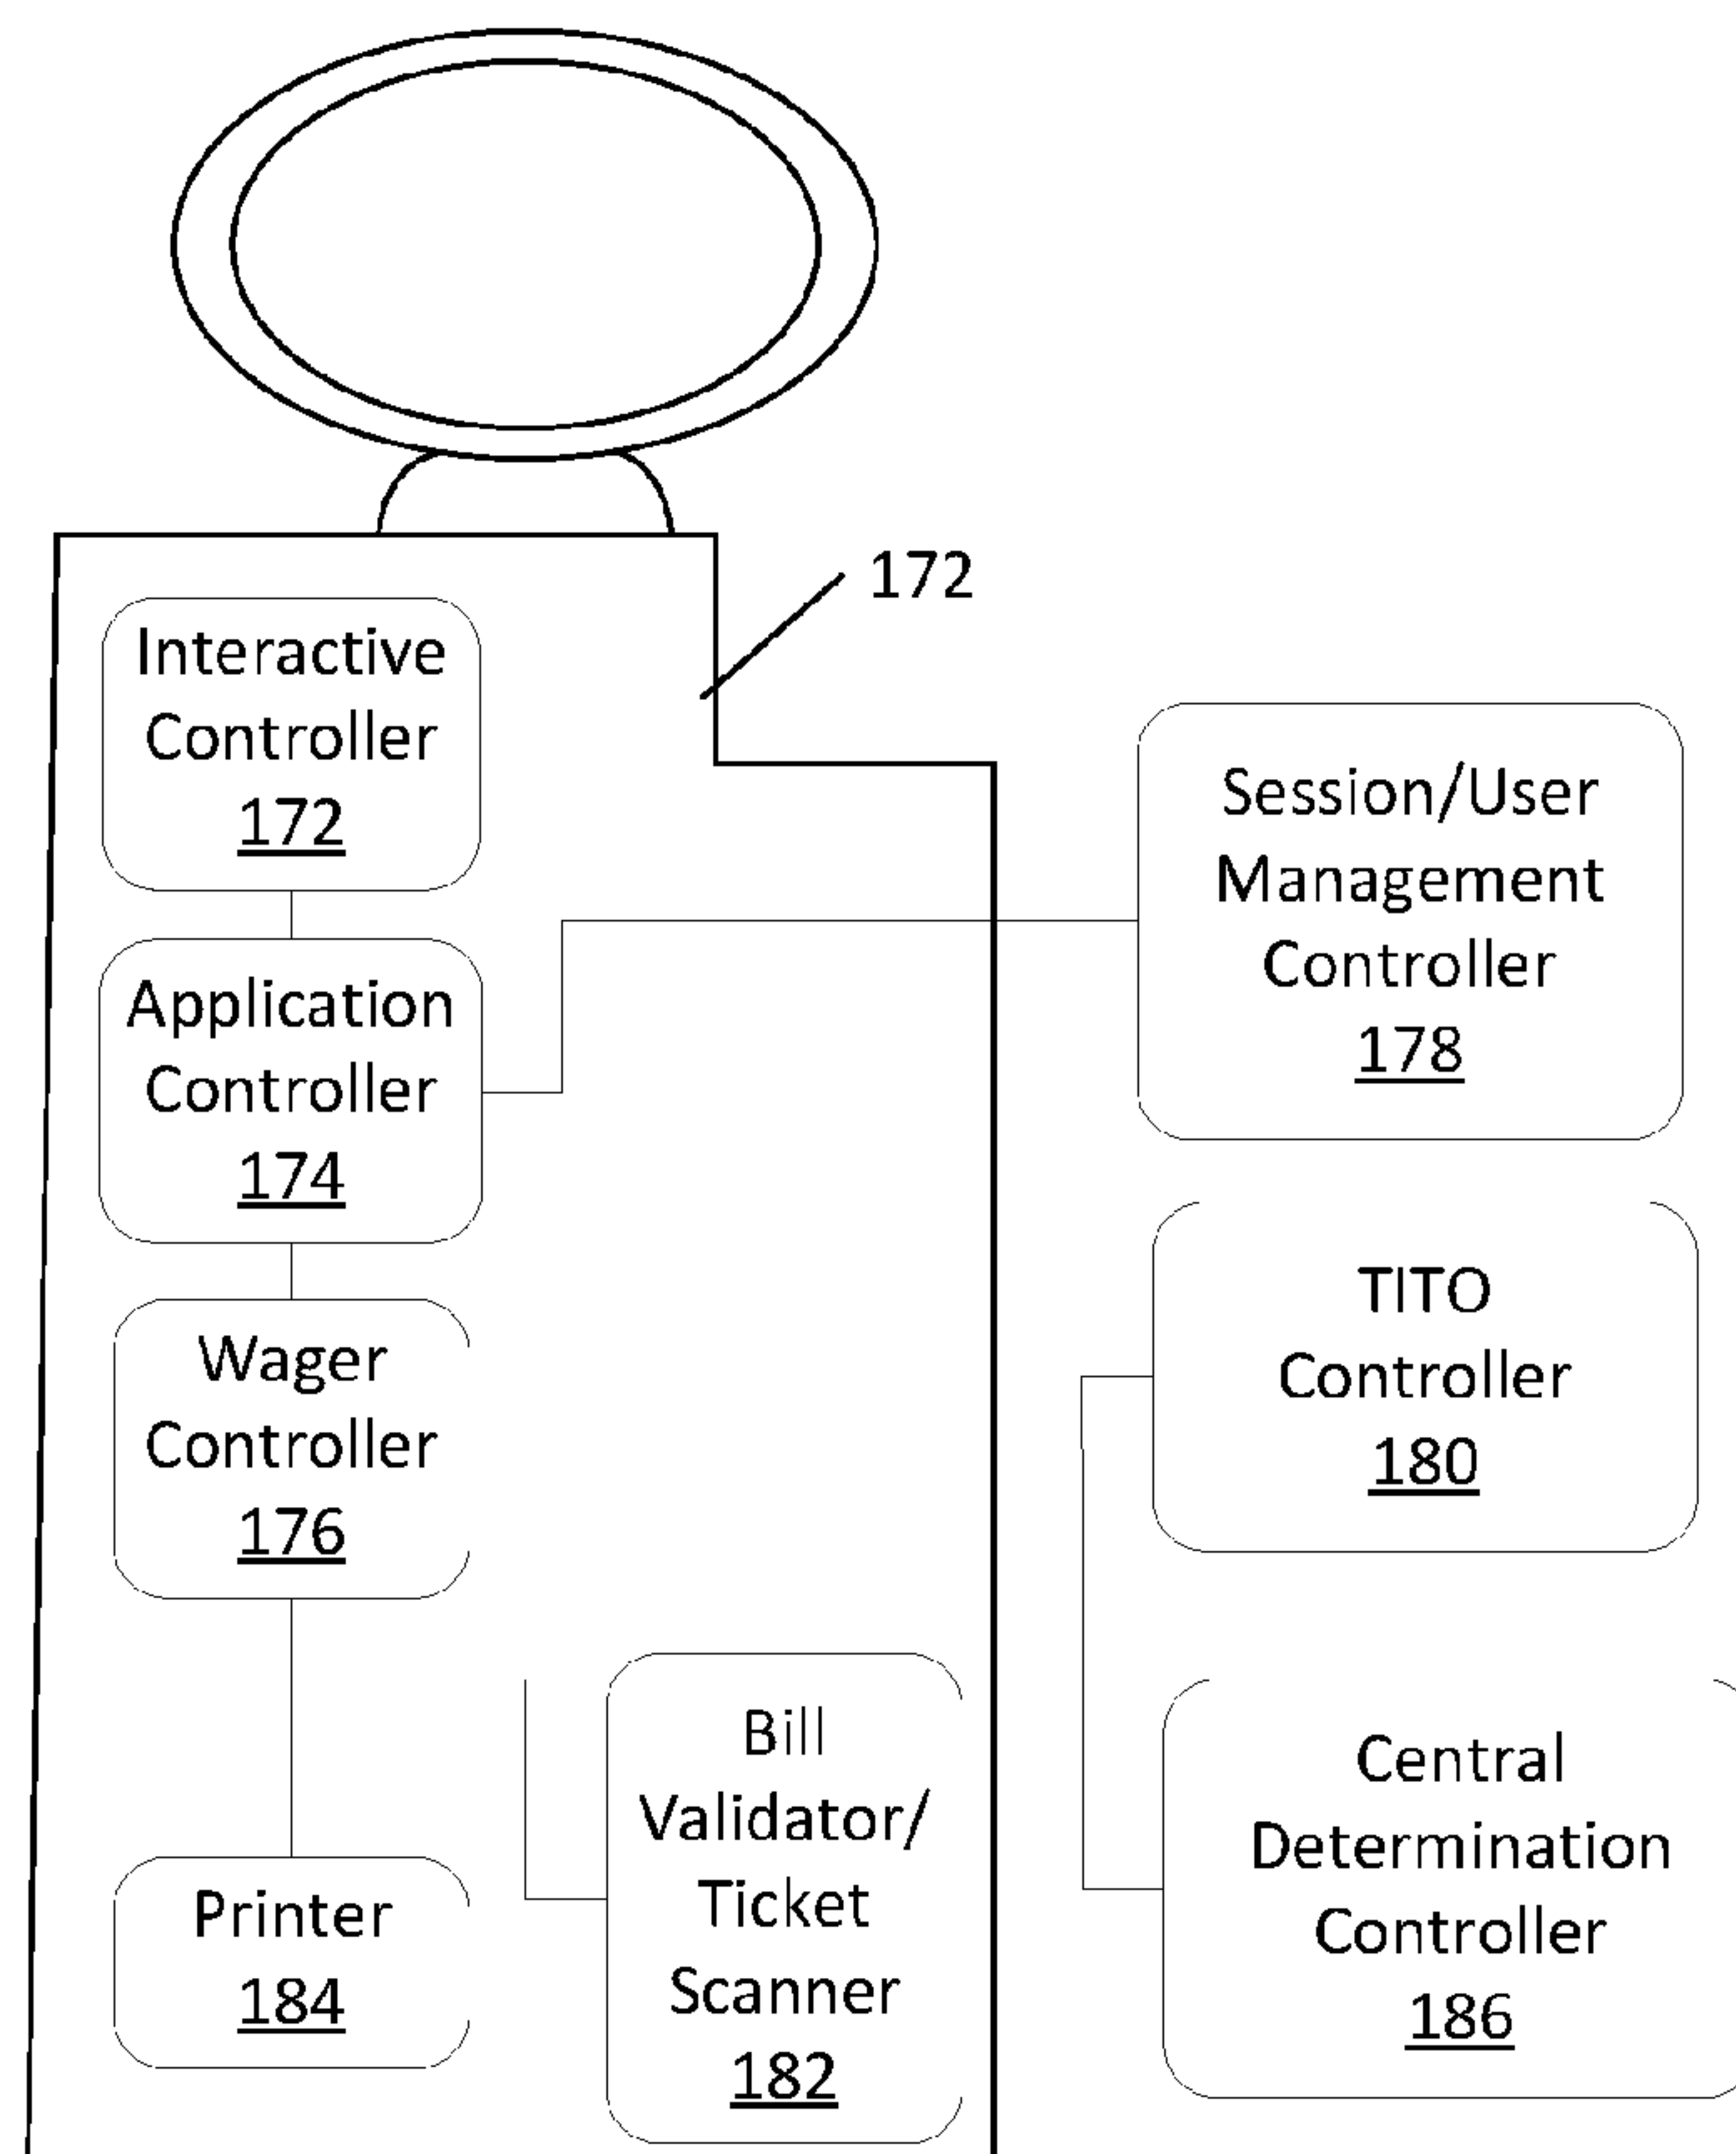 172
Interactive
Controller
172
Application
Controller
174
Wager
Controller
176
Printer
184
Bill
Validator/
Ticket
Scanner
182
Session/User
Management
Controller
178
TITO
Controller
180
Central
Determination
Controller
186